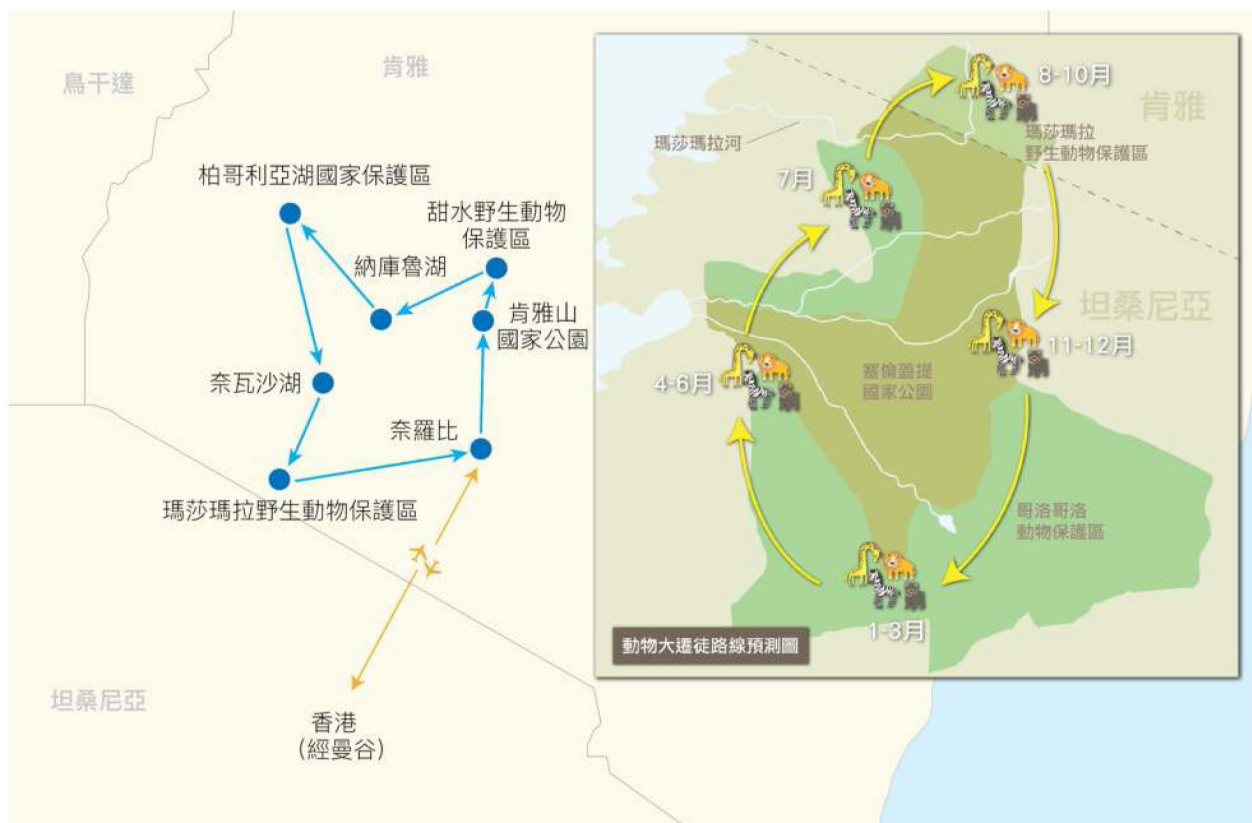 烏干達
肯雅
柏哥利亞湖國家保護區
甜水野生動物
保護區
納庫魯湖
肯雅山
國家公園
奈瓦沙湖
奈羅比
瑪莎瑪拉野生動物保護區
坦桑尼亞
香港
(經曼谷)
8-10月
肯雅
瑪莎瑪拉河
瑪莎瑪拉
野生動物保護區
7月
坦桑尼亞
11-12月
4-6月
塞倫蓋提
國家公園
哥洛哥洛
動物保護區
1-3月
動物大遷徙路線預測圖